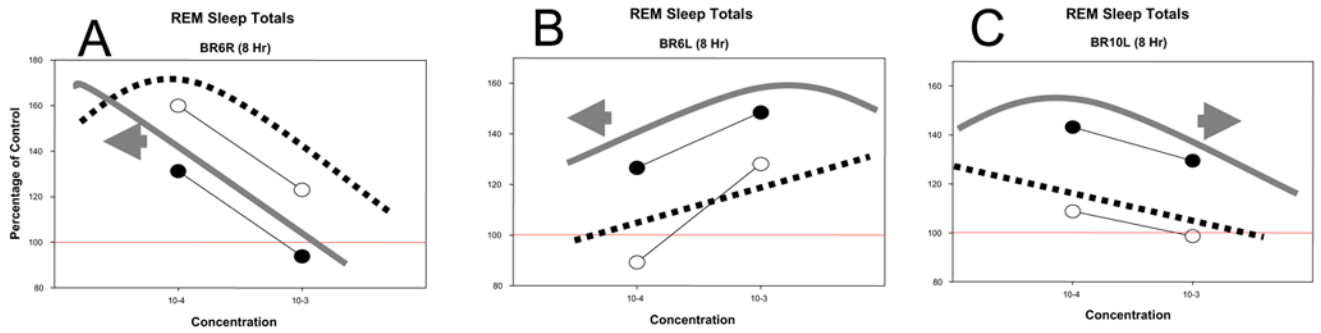 A
REM Sleep Totals
BR6R (8 Hr)
Percentage of Control
180
160
140
120
100
80
10-4
10-3
Concentration
B
REM Sleep Totals
BR6L (8 Hr)
160
140
120
100
80
10-4
10-3
Concentration
C
REM Sleep Totals
BR10L (8 Hr)
160
140
120
100
80
10-4
10-3
Concentration